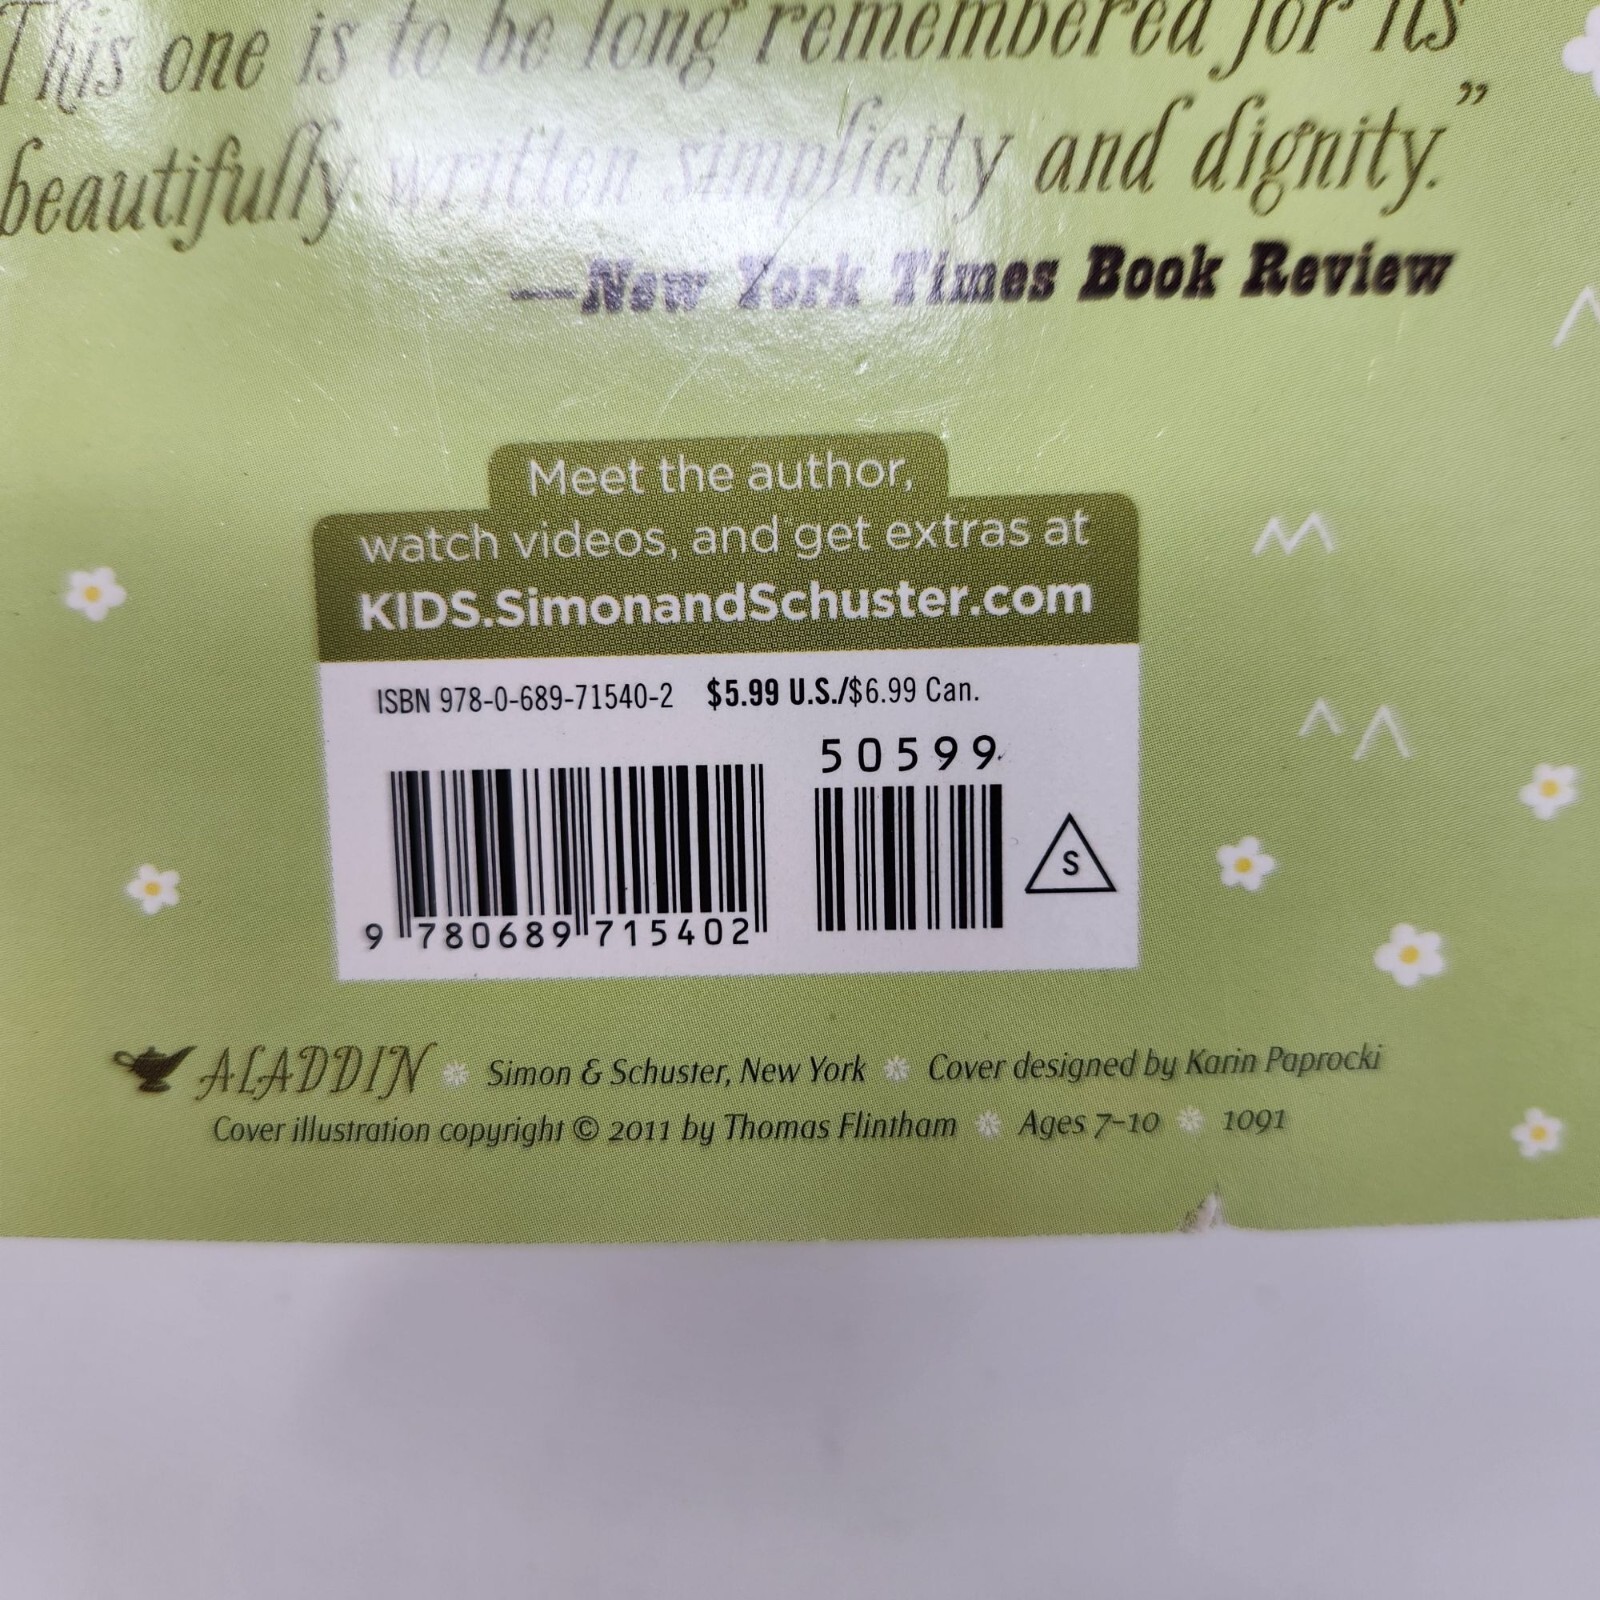 This one is to be long remembered for its
beautifully written simplicity and dignity.”
—New York Times Book Review
Meet the author,
watch videos, and get extras at
KIDS.SimonandSchuster.com
ISBN 978-0-689-71540-2 $5.99 U.S./$6.99 Can.
50599
9 780689 715402
S
ALADDIN * Simon & Schuster, New York * Cover designed by Karin Paprocki
Cover illustration copyright © 2011 by Thomas Flintham * Ages 7–10 * 1091